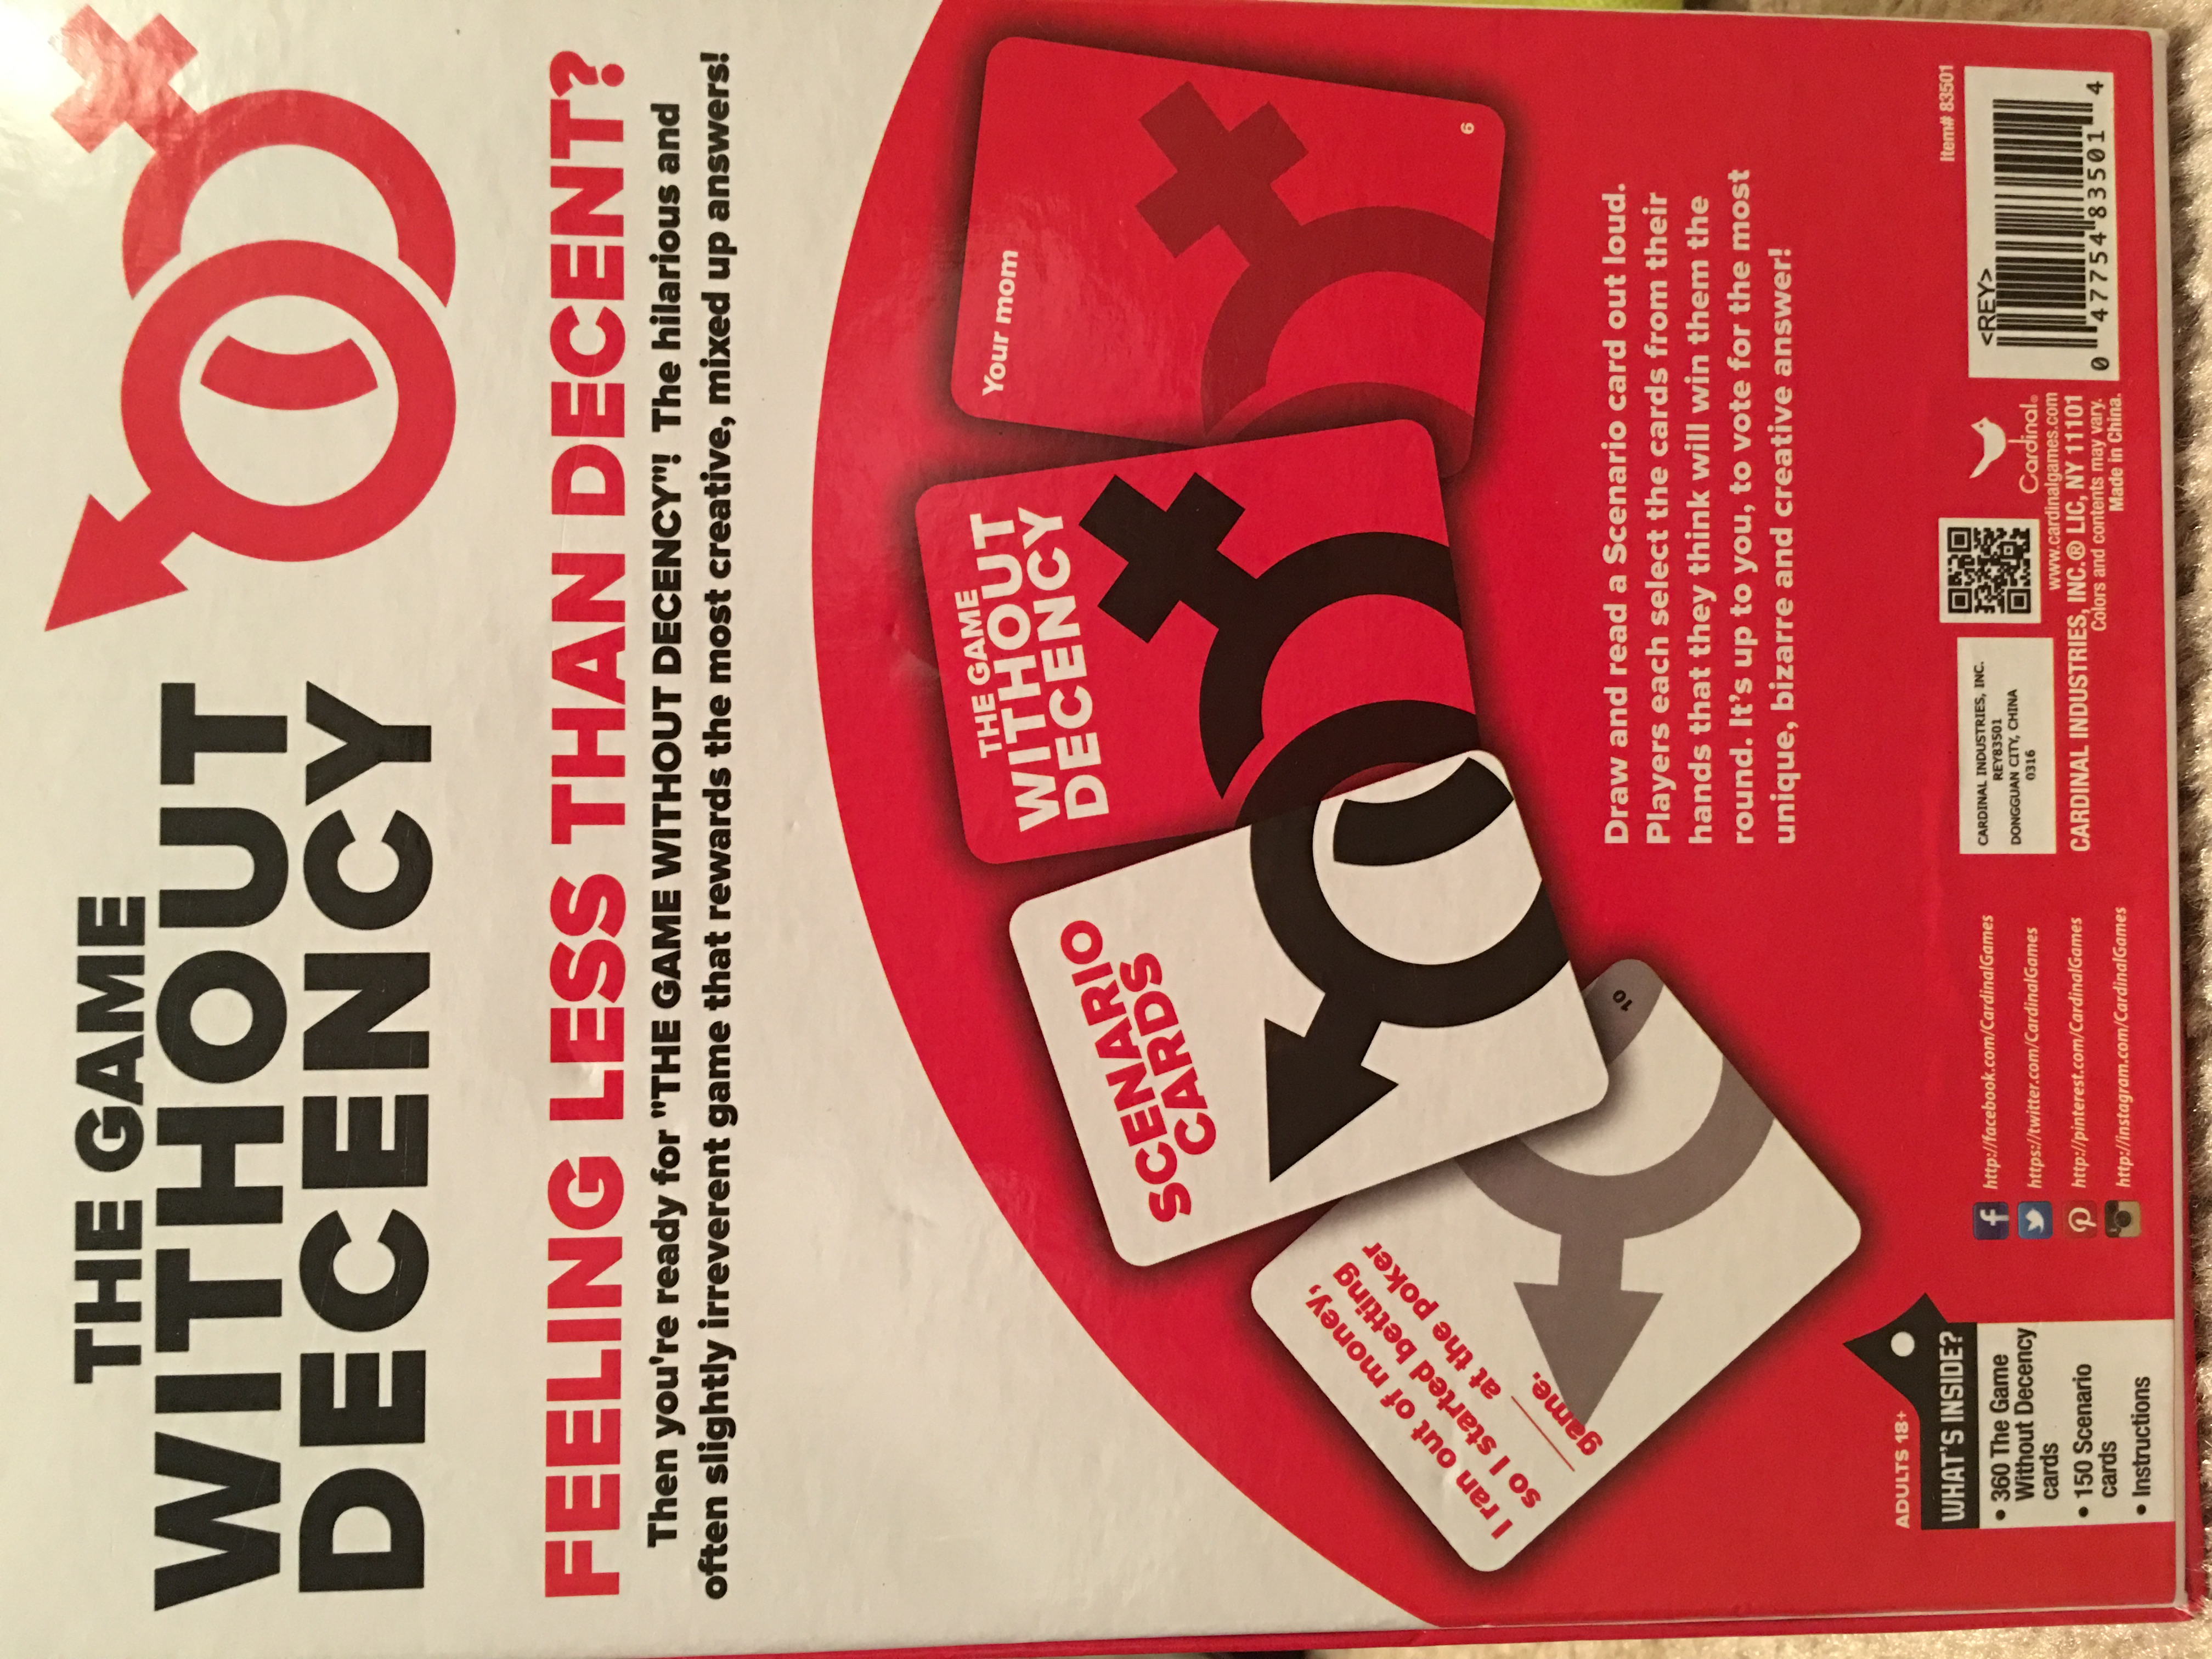 THE GAME
WITHOUT
DECENCY
FEELING LESS THAN DECENT?
Then you're ready for "THE GAME WITHOUT DECENCY"! The hilarious and
often slightly irreverent game that rewards the most creative, mixed up answers!
I ran out of money,
so I started betting
______ at the poker
game.
10
SCENARIO
CARDS
THE GAME
WITHOUT
DECENCY
Your mom
6
Draw and read a Scenario card out loud.
Players each select the cards from their
hands that they think will win them the
round. It's up to you, to vote for the most
unique, bizarre and creative answer!
ADULTS 18+
WHAT'S INSIDE?
• 360 The Game
Without Decency
cards
• 150 Scenario
cards
• Instructions
f http://facebook.com/CardinalGames
https://twitter.com/CardinalGames
http://pinterest.com/CardinalGames
http://instagram.com/CardinalGames
CARDINAL INDUSTRIES, INC.
REY83501
DONGGUAN CITY, CHINA
0316
Cardinal®
www.cardinalgames.com
CARDINAL INDUSTRIES, INC.® LIC, NY 11101
Colors and contents may vary.
Made in China.
Item# 83501
<REY>
0 47754 83501 4